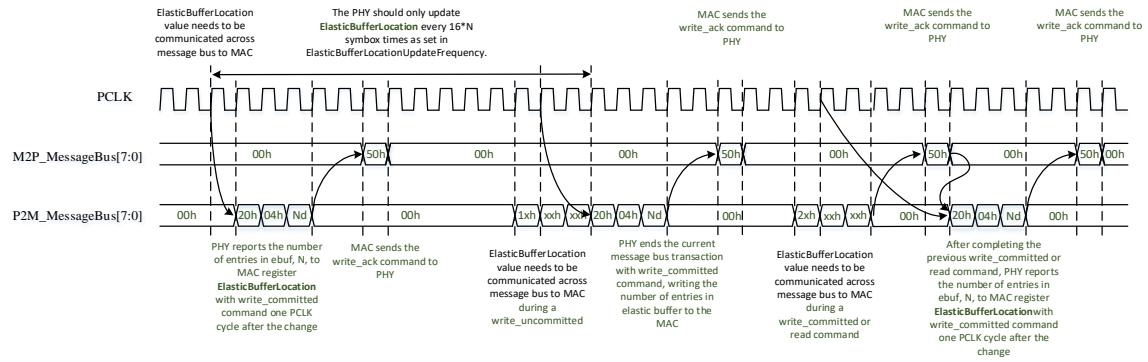 ElasticBufferLocation
value needs to be
communicated across
message bus to MAC
The PHY should only update
ElasticBufferLocation every 16*N
symbox times as set in
ElasticBufferLocationUpdateFrequency.
MAC sends the
write_ack command to
PHY
MAC sends the
write_ack command to
PHY
MAC sends the
write_ack command to
PHY
PCLK
M2P_MessageBus[7:0]
00h
50h
00h
00h
50h
00h
50h
00h
50h
00h
P2M_MessageBus[7:0]
00h
20h
04h
Nd
00h
1xh
xxh
xxh
20h
04h
Nd
00h
2xh
xxh
xxh
00h
20h
04h
Nd
00h
PHY reports the number
of entries in ebuf, N, to
MAC register
ElasticBufferLocation
with write_committed
command one PCLK
cycle after the change
MAC sends the
write_ack command to
PHY
ElasticBufferLocation
value needs to be
communicated across
message bus to MAC
during a
write_uncommitted
PHY ends the current
message bus transaction
with write_committed
command, writing the
number of entries in
elastic buffer to the
MAC
ElasticBufferLocation
value needs to be
communicated across
message bus to MAC
during a
write_committed or
read command
After completing the
previous write_committed or
read command, PHY reports
the number of entries in
ebuf, N, to MAC register
ElasticBufferLocationwith
write_committed command
one PCLK cycle after the
change